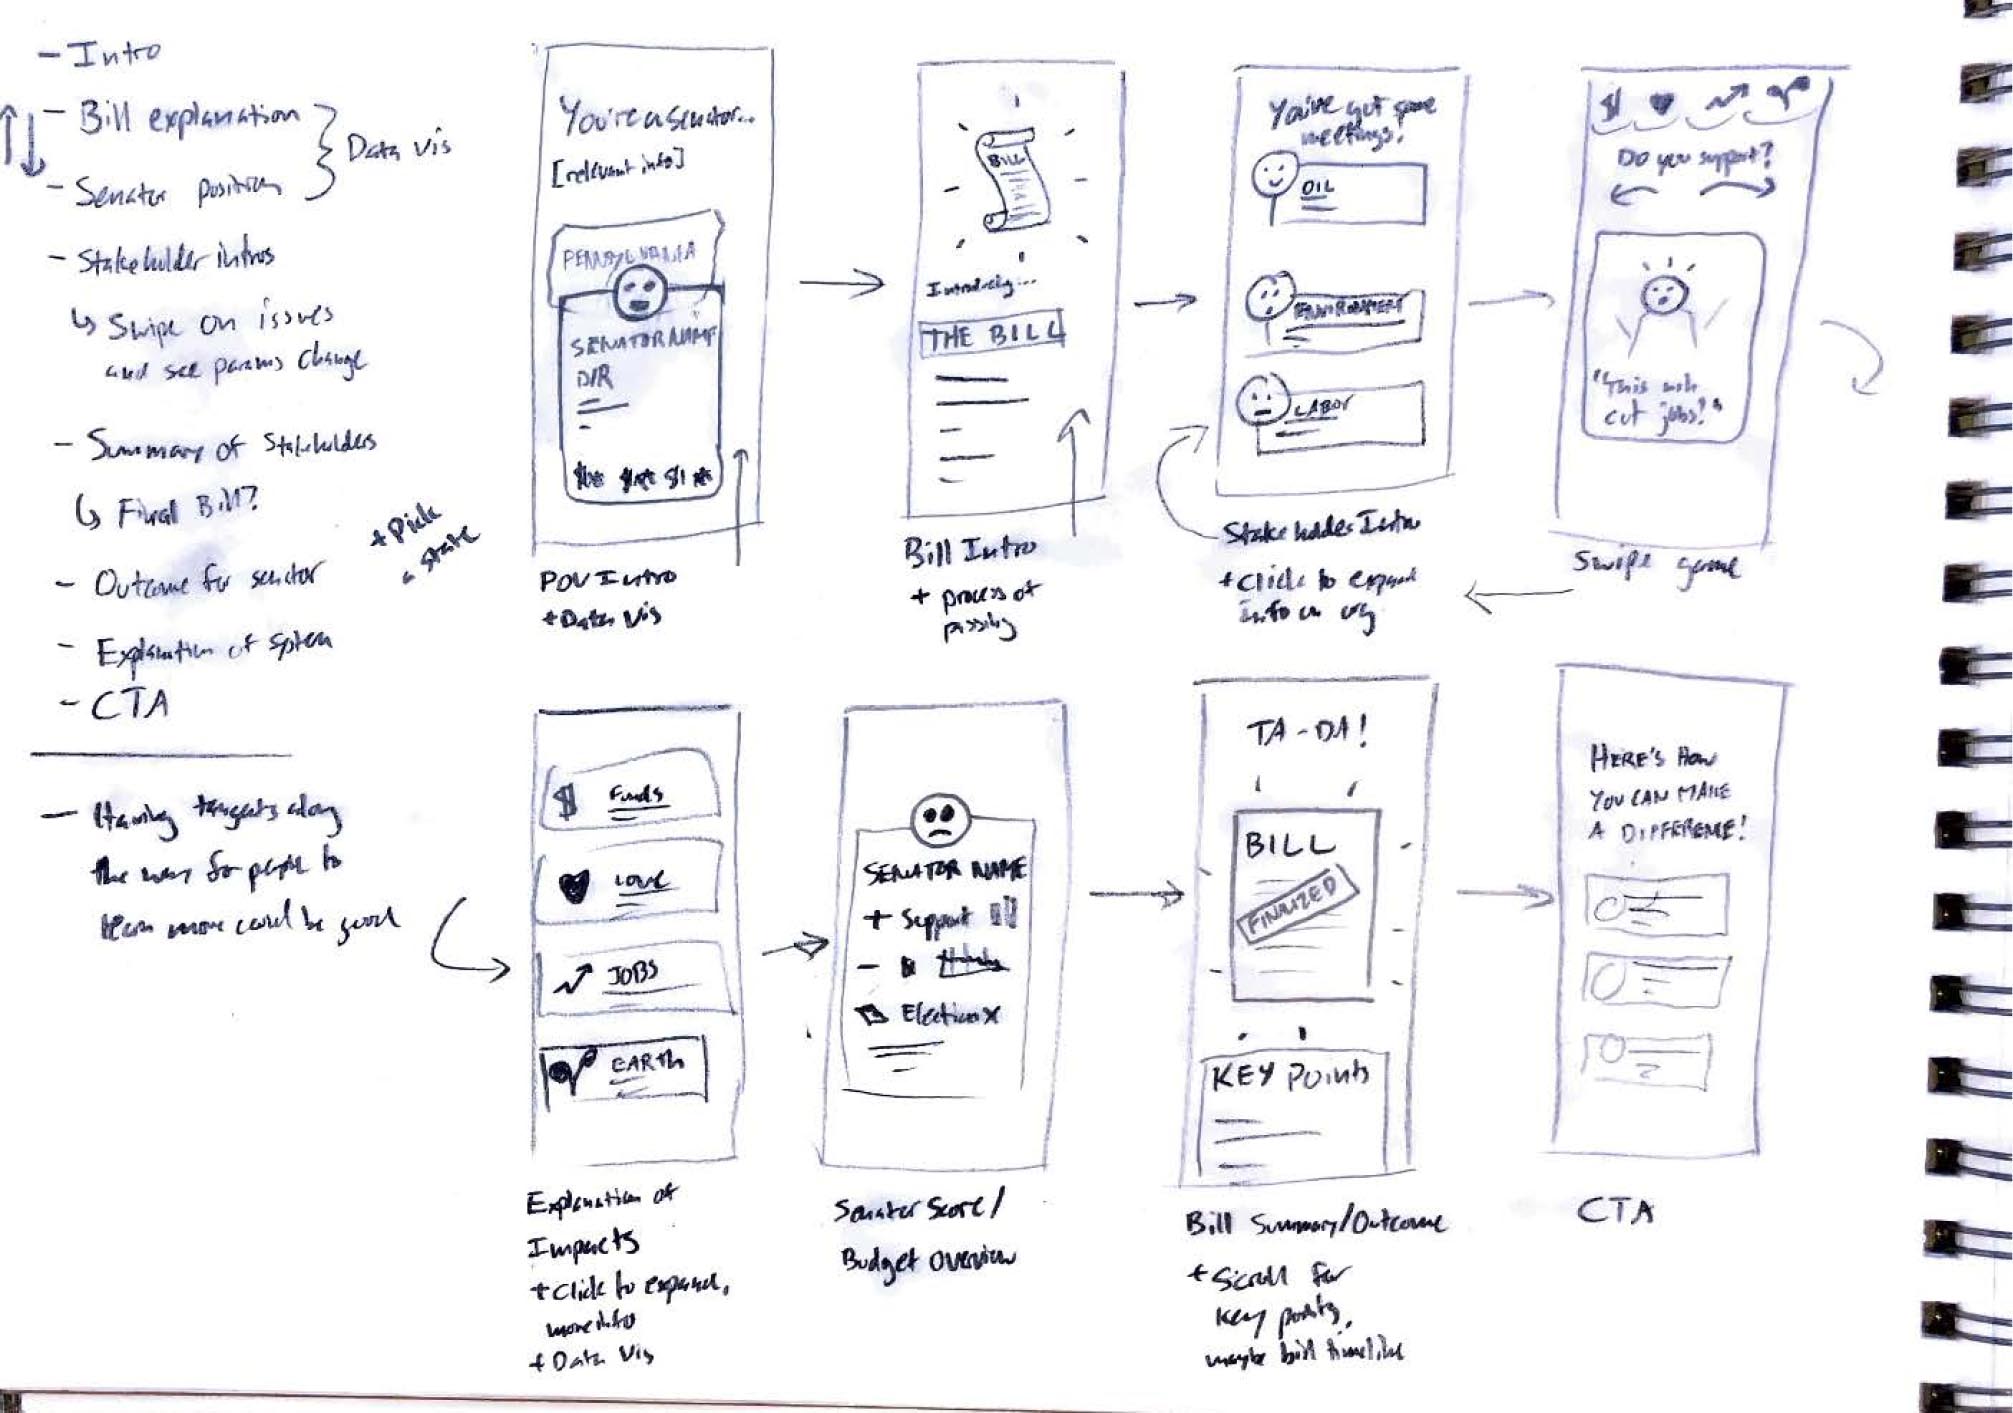 - Intro
- Bill explanation
- Senator position
Data vis
- Stakeholder intros
↳ Swipe on issues
and see params change
- Summary of Stakeholders
↳ Final Bill?
- Outcome for senator
+ Pick
a state
- Explanation of system
- CTA
- Having tangents along
the way for people to
learn more could be good
You're a senator...
[relevant info]
PENNSYLVANIA
SENATOR NAME
D/R
POV Intro
+ Data Vis
BILL
Introducing...
THE BILL
Bill Intro
+ process of
passing
You've got some
meetings!
OIL
ENVIRONMENT
LABOR
Stakeholder Intro
+ Click to expand
info on org
$
Do you support?
"This will
cut jobs!"
Swipe game
$ Funds
Love
JOBS
EARTH
Explanation of
Impacts
+ Click to expand,
more info
+ Data Vis
SENATOR NAME
+ Support
-
Election x
Senator Score/
Budget Overview
TA-DA!
BILL
FINALIZED
KEY Points
Bill Summary/Outcome
+ Scroll for
key points,
maybe bill timeline
HERE'S HOW
YOU CAN MAKE
A DIFFERENCE!
CTA